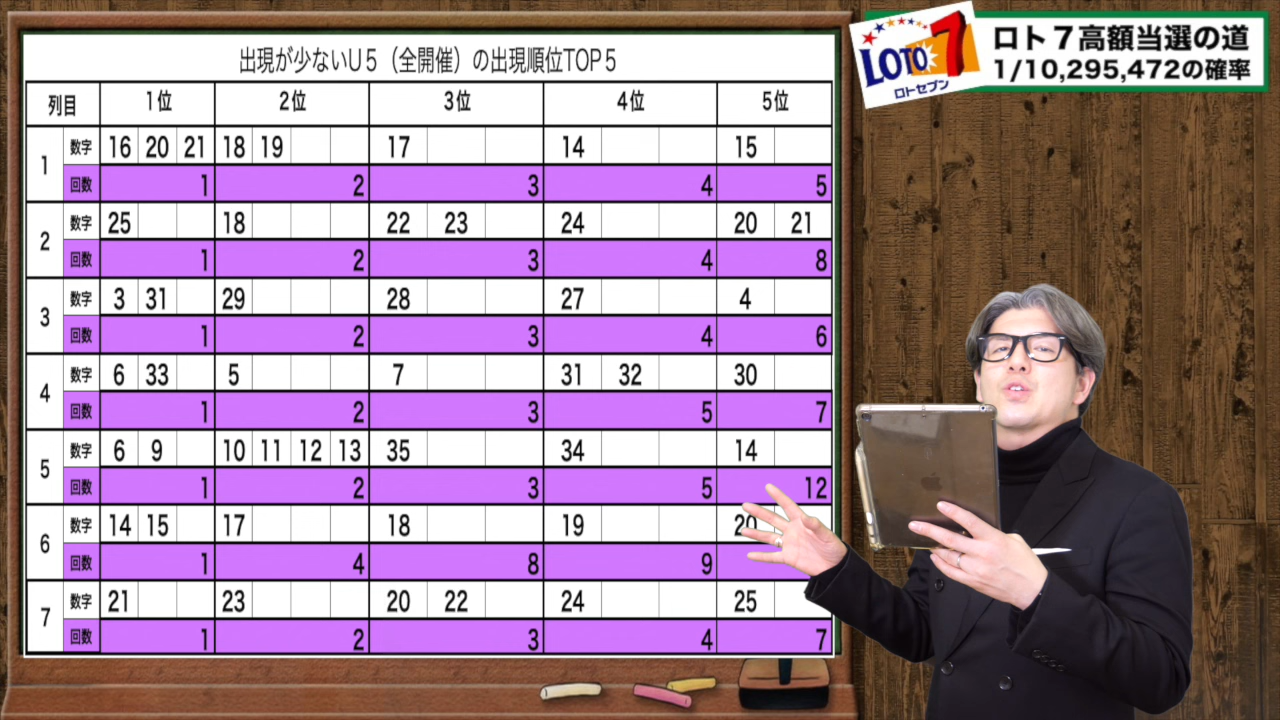 出現が少ないU5（全開催）の出現順位TOP5
列目 1位 2位 3位 4位 5位
1 数字 16 20 21 18 19 17 14 15
回数 1 2 3 4 5
2 数字 25 18 22 23 24 20 21
回数 1 2 3 4 8
3 数字 3 31 29 28 27 4
回数 1 2 3 4 6
4 数字 6 33 5 7 31 32 30
回数 1 2 3 5 7
5 数字 6 9 10 11 12 13 35 34 14
回数 1 2 3 5 12
6 数字 14 15 17 18 19 20
回数 1 4 8 9
7 数字 21 23 20 22 24 25
回数 1 2 3 4 7
LOTO7
ロトセブン
ロト7高額当選の道
1/10,295,472の確率